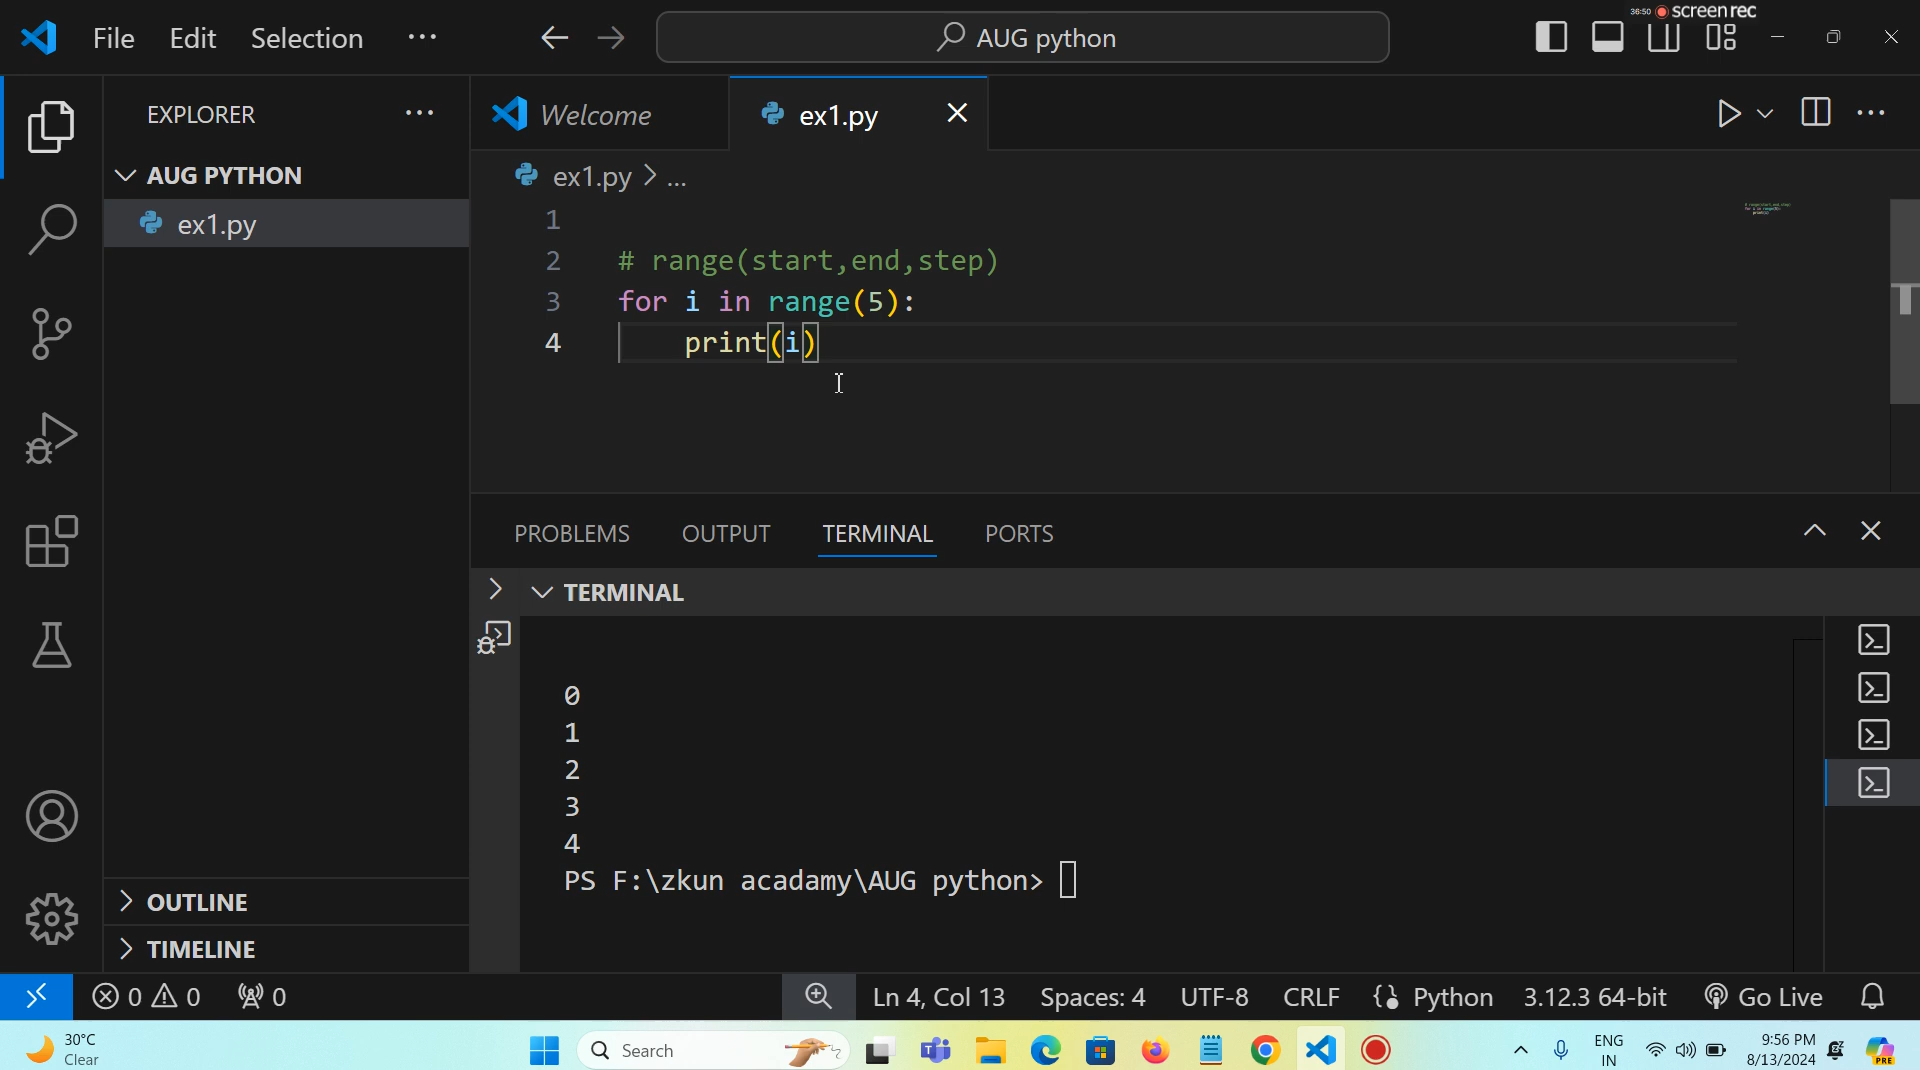 36:50 screenrec
File Edit Selection ··· AUG python
EXPLORER ···
AUG PYTHON
ex1.py
OUTLINE
TIMELINE
Welcome ex1.py
ex1.py > ...
1
2 # range(start,end,step)
3 for i in range(5):
4 print(i)
PROBLEMS OUTPUT TERMINAL PORTS
TERMINAL
0
1
2
3
4
PS F:\zkun acadamy\AUG python>
0 0 0 Ln 4, Col 13 Spaces: 4 UTF-8 CRLF Python 3.12.3 64-bit Go Live
30°C
Clear
Search
ENG
IN
9:56 PM
8/13/2024
PRE